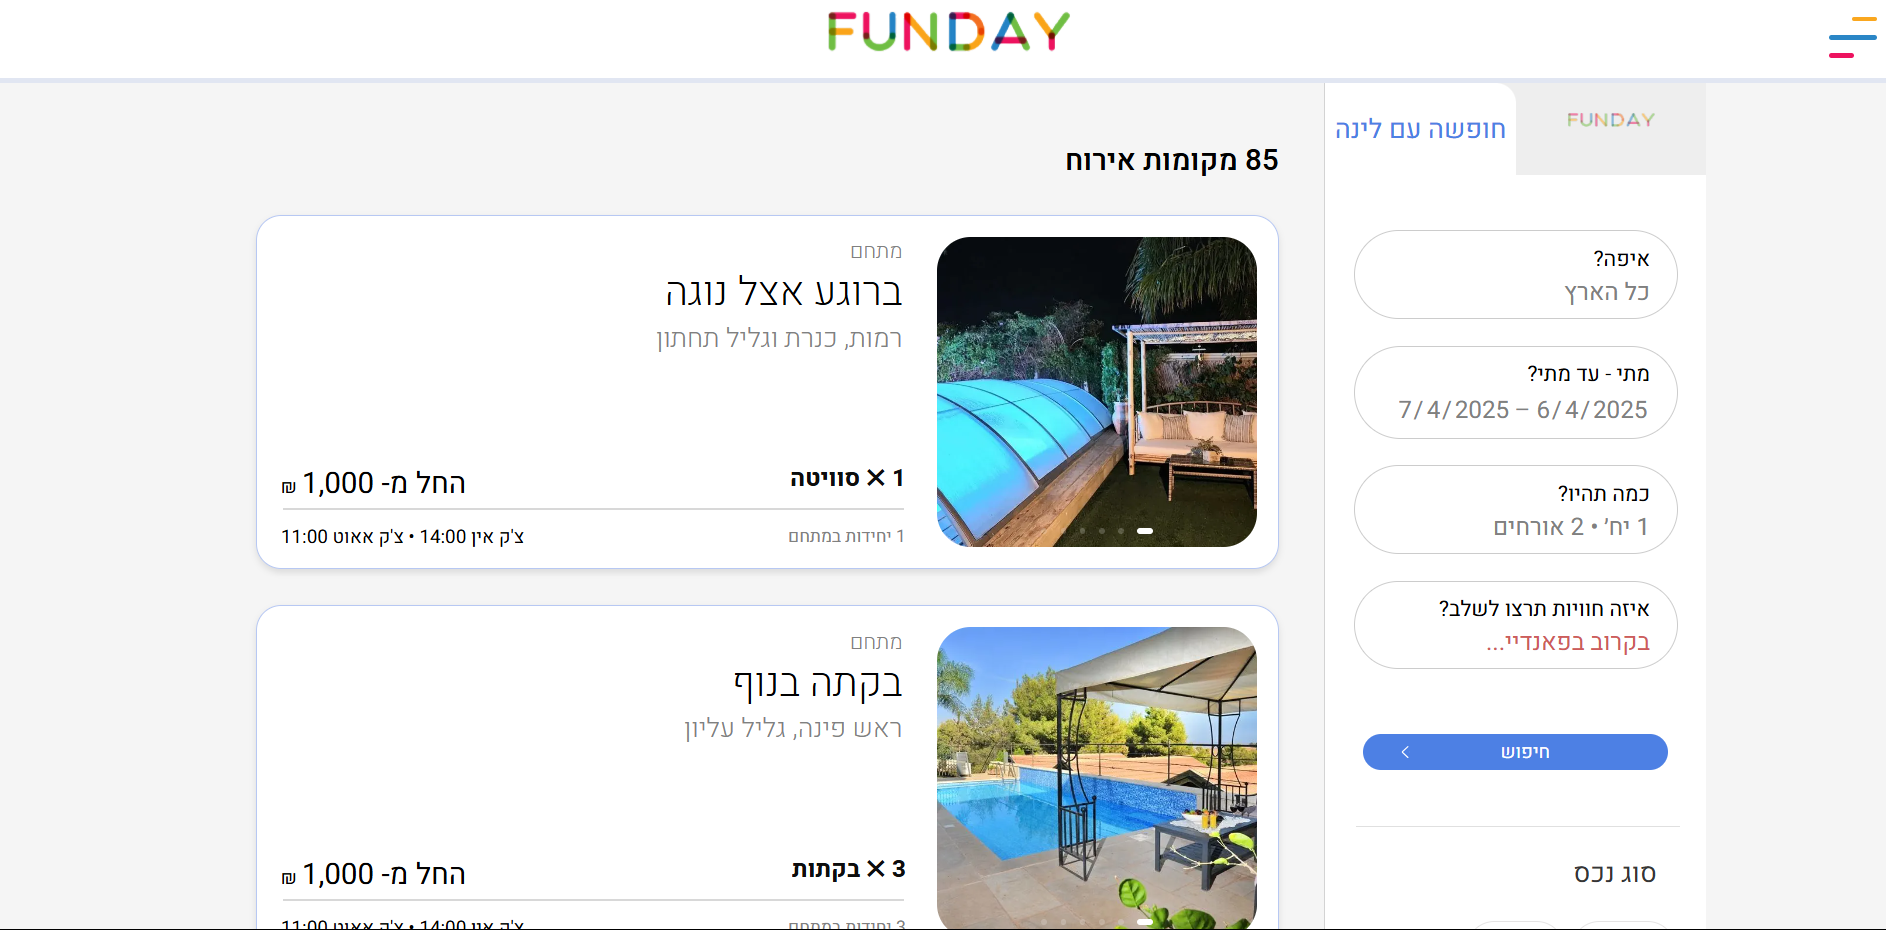 FUNDAY
FUNDAY
חופשה עם לינה
איפה?
כל הארץ
מתי - עד מתי?
6/4/2025 – 7/4/2025
כמה תהיו?
1 יח' • 2 אורחים
איזה חוויות תרצו לשלב?
בקרוב בפאנדיי...
חיפוש
סוג נכס
85 מקומות אירוח
מתחם
ברוגע אצל נוגה
רמות, כנרת וגליל תחתון
1 ✕ סוויטה
החל מ- 1,000 ₪
1 יחידות במתחם
צ'ק אין 14:00 • צ'ק אאוט 11:00
מתחם
בקתה בנוף
ראש פינה, גליל עליון
3 ✕ בקתות
החל מ- 1,000 ₪
3 יחידות במתחם
צ'ק אין 14:00 • צ'ק אאוט 11:00